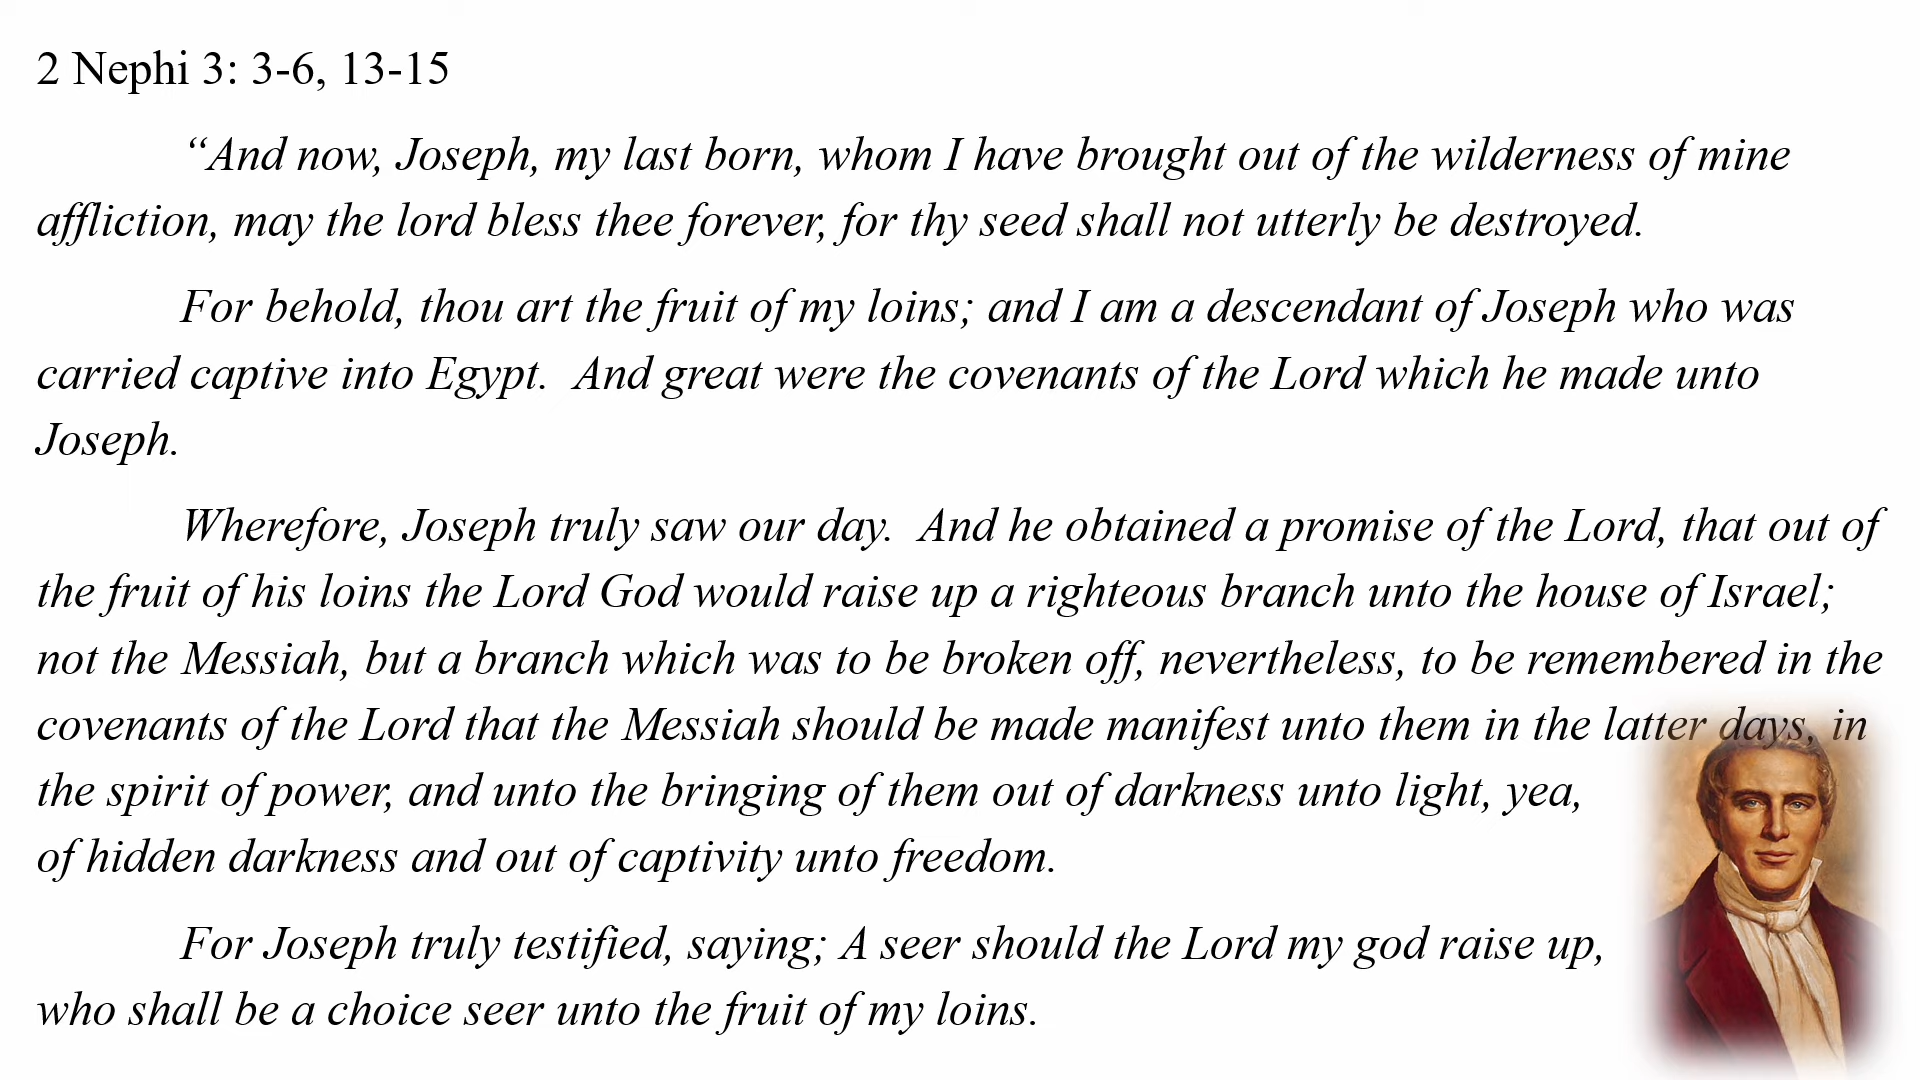 2 Nephi 3: 3-6, 13-15
“And now, Joseph, my last born, whom I have brought out of the wilderness of mine
affliction, may the lord bless thee forever, for thy seed shall not utterly be destroyed.
For behold, thou art the fruit of my loins; and I am a descendant of Joseph who was
carried captive into Egypt.  And great were the covenants of the Lord which he made unto
Joseph.
Wherefore, Joseph truly saw our day.  And he obtained a promise of the Lord, that out of
the fruit of his loins the Lord God would raise up a righteous branch unto the house of Israel;
not the Messiah, but a branch which was to be broken off, nevertheless, to be remembered in the
covenants of the Lord that the Messiah should be made manifest unto them in the latter days, in
the spirit of power, and unto the bringing of them out of darkness unto light, yea,
of hidden darkness and out of captivity unto freedom.
For Joseph truly testified, saying; A seer should the Lord my god raise up,
who shall be a choice seer unto the fruit of my loins.